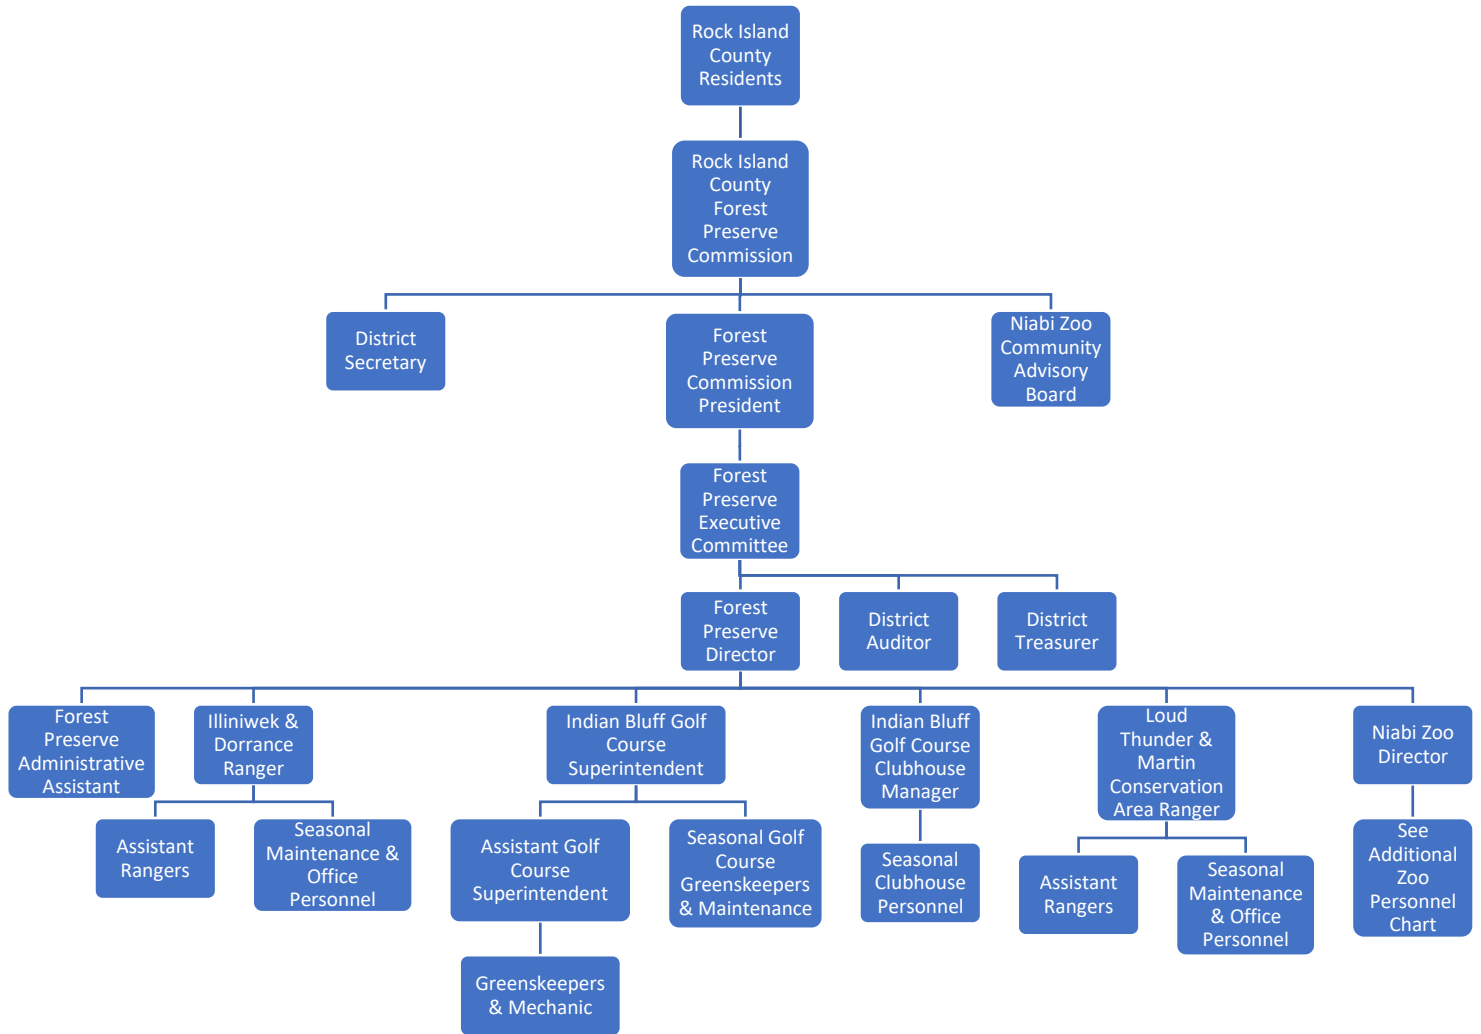 Rock Island
County
Residents
Rock Island
County
Forest
Preserve
Commission
District
Secretary
Forest
Preserve
Commission
President
Niabi Zoo
Community
Advisory
Board
Forest
Preserve
Executive
Committee
Forest
Preserve
Director
District
Auditor
District
Treasurer
Forest
Preserve
Administrative
Assistant
Illiniwek &
Dorrance
Ranger
Indian Bluff Golf
Course
Superintendent
Indian Bluff
Golf Course
Clubhouse
Manager
Loud
Thunder &
Martin
Conservation
Area Ranger
Niabi Zoo
Director
Assistant
Rangers
Seasonal
Maintenance &
Office
Personnel
Assistant Golf
Course
Superintendent
Seasonal Golf
Course
Greenskeepers
& Maintenance
Seasonal
Clubhouse
Personnel
Assistant
Rangers
Seasonal
Maintenance
& Office
Personnel
See
Additional
Zoo
Personnel
Chart
Greenskeepers
& Mechanic